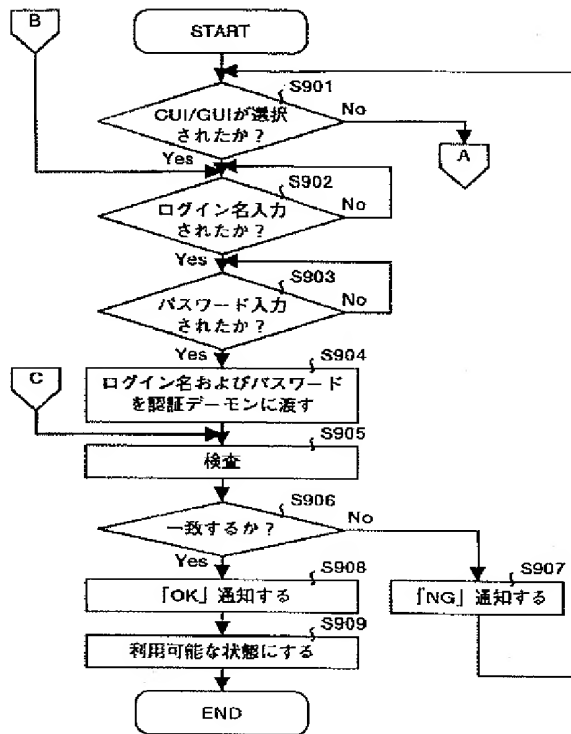 B
START
S901
CUI/GUIが選択
されたか？
No
A
Yes
S902
ログイン名入力
されたか？
No
Yes
S903
パスワード入力
されたか？
No
Yes
C
S904
ログイン名およびパスワード
を認証デーモンに渡す
S905
検査
S906
一致するか？
No
Yes
S908
「OK」通知する
S907
「NG」通知する
S909
利用可能な状態にする
END